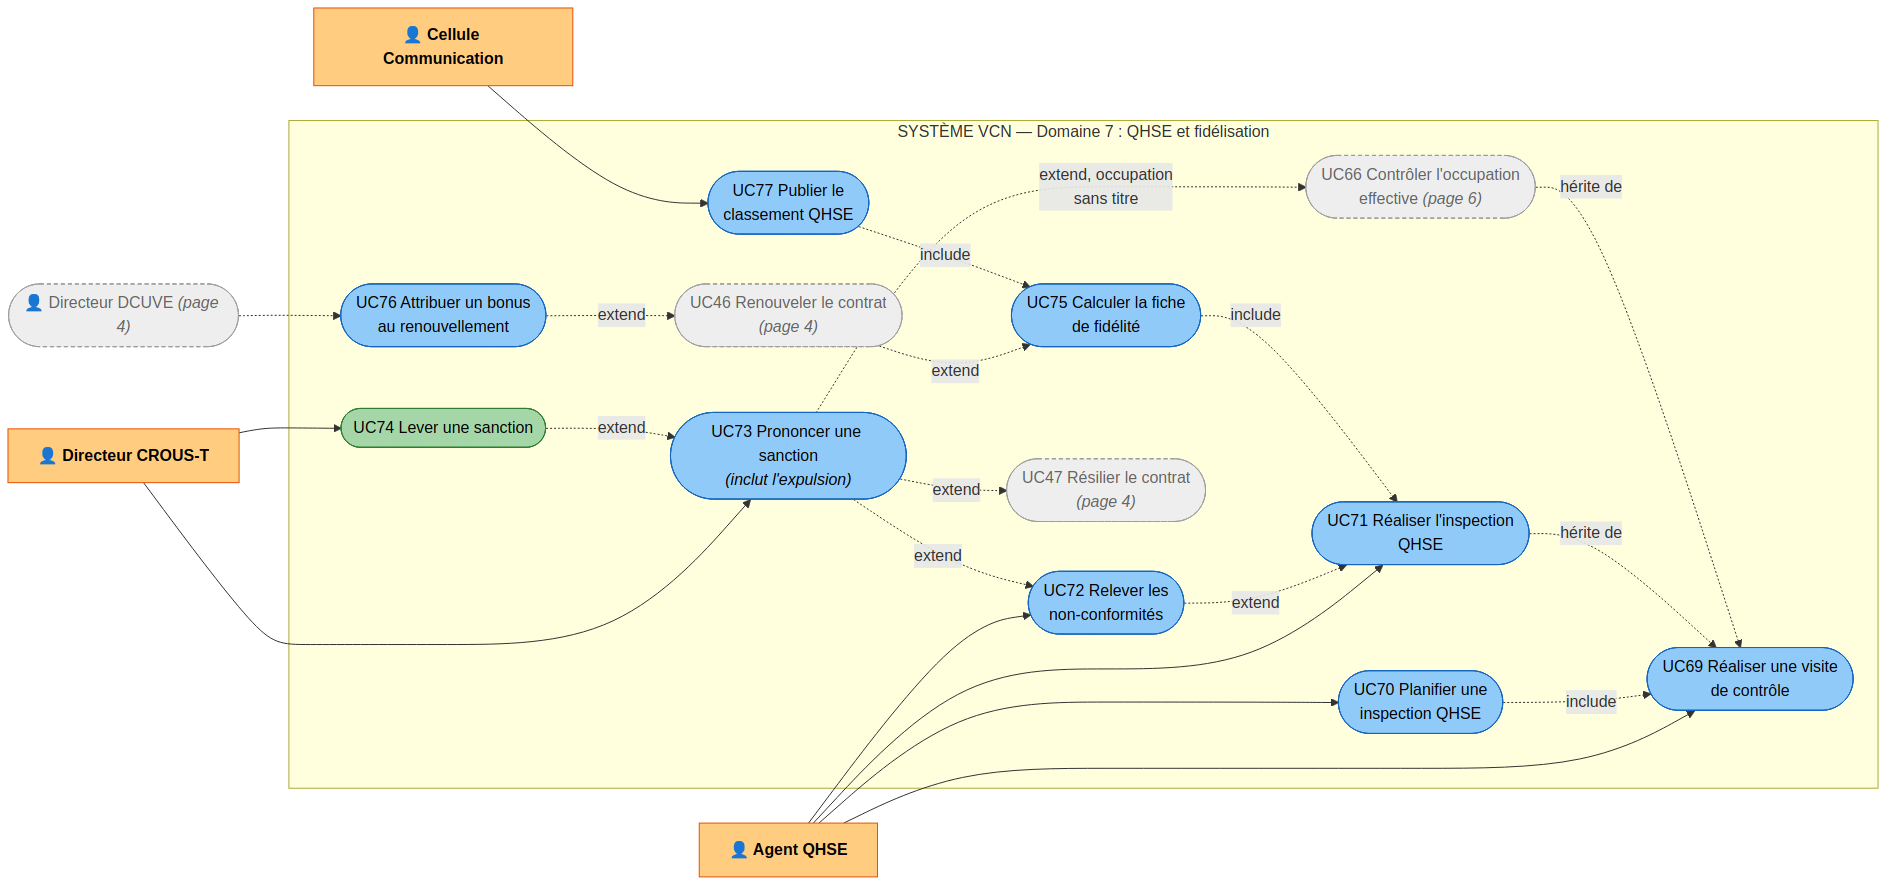 👤 Cellule
Communication
SYSTÈME VCN — Domaine 7 : QHSE et fidélisation
UC77 Publier le
classement QHSE
extend, occupation
sans titre
UC66 Contrôler l'occupation
effective (page 6)
hérite de
include
👤 Directeur DCUVE (page
4)
UC76 Attribuer un bonus
au renouvellement
extend
UC46 Renouveler le contrat
(page 4)
UC75 Calculer la fiche
de fidélité
include
extend
👤 Directeur CROUS-T
UC74 Lever une sanction
extend
UC73 Prononcer une
sanction
(inclut l'expulsion)
extend
UC47 Résilier le contrat
(page 4)
UC71 Réaliser l'inspection
QHSE
hérite de
extend
UC72 Relever les
non-conformités
extend
UC70 Planifier une
inspection QHSE
include
UC69 Réaliser une visite
de contrôle
👤 Agent QHSE